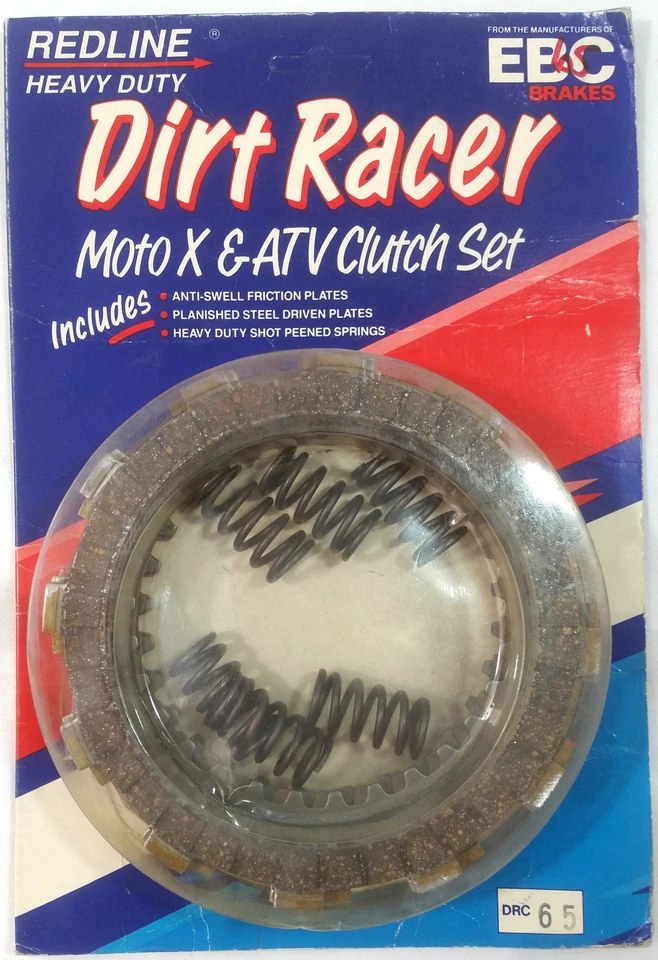 REDLINE ®
HEAVY DUTY
FROM THE MANUFACTURERS OF
EBC
65
BRAKES
Dirt Racer
Moto X & ATV Clutch Set
Includes
• ANTI-SWELL FRICTION PLATES
• PLANISHED STEEL DRIVEN PLATES
• HEAVY DUTY SHOT PEENED SPRINGS
DRC 65